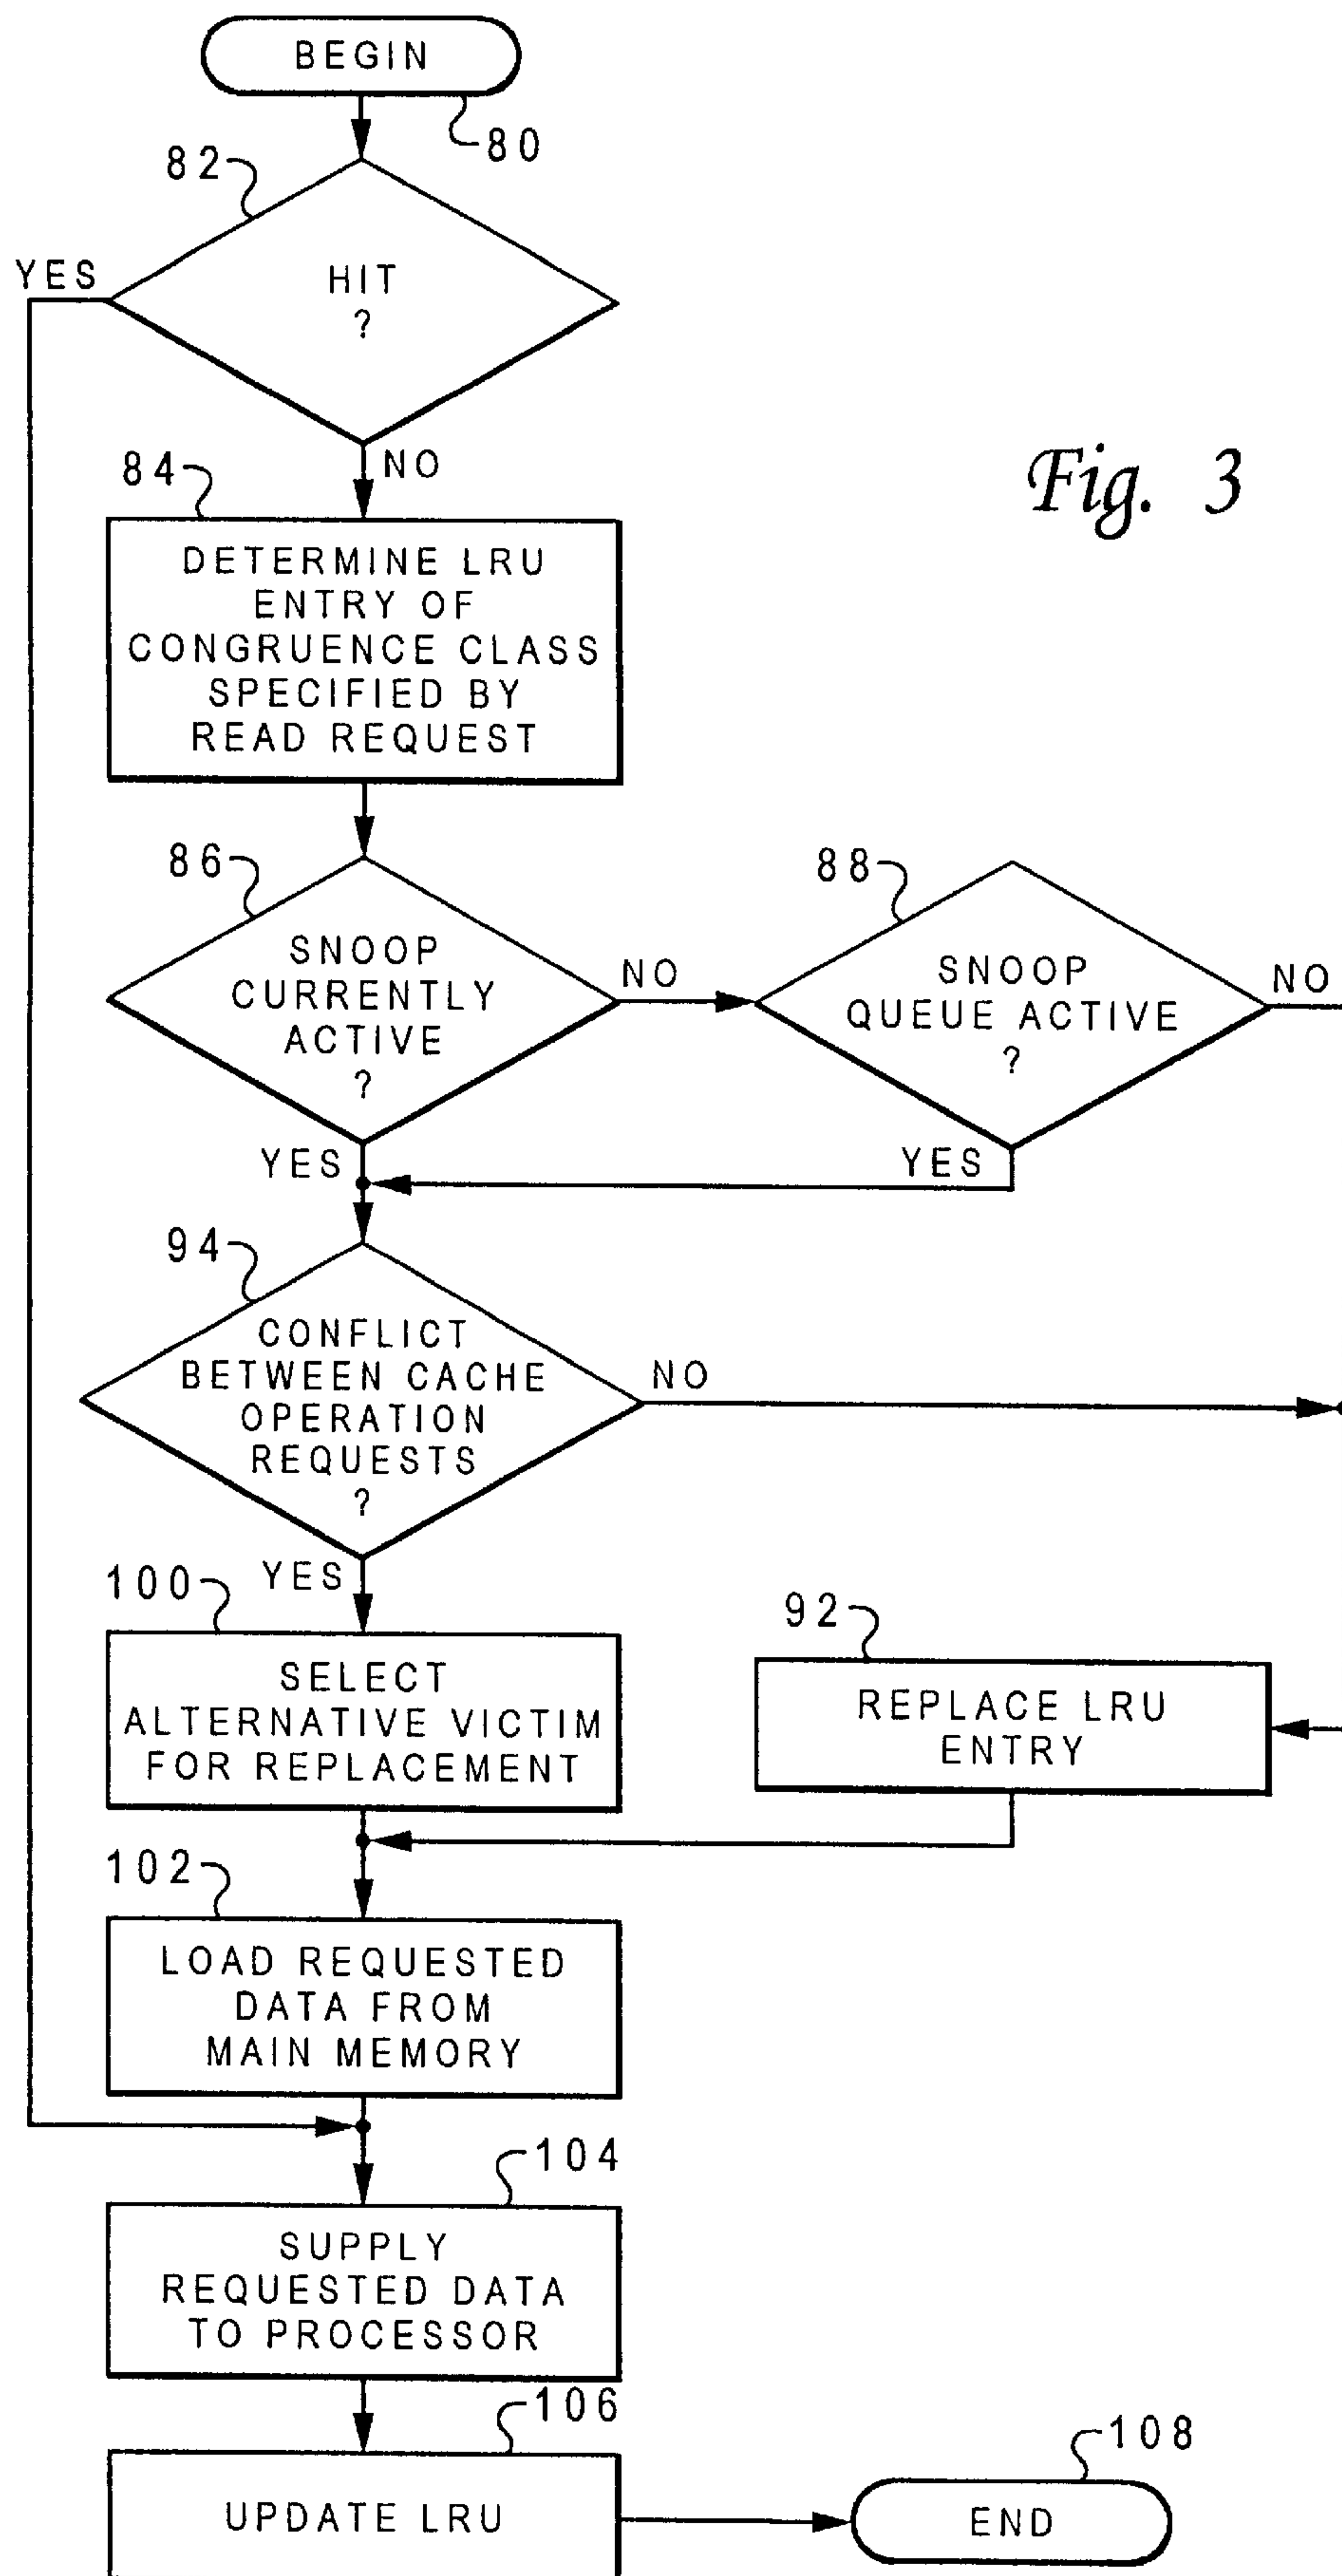 BEGIN
80
82
YES
HIT
?
NO
Fig. 3
84
DETERMINE LRU
ENTRY OF
CONGRUENCE CLASS
SPECIFIED BY
READ REQUEST
86
SNOOP
CURRENTLY
ACTIVE
?
NO
88
SNOOP
QUEUE ACTIVE
?
NO
YES
YES
94
CONFLICT
BETWEEN CACHE
OPERATION
REQUESTS
?
NO
YES
100
SELECT
ALTERNATIVE VICTIM
FOR REPLACEMENT
92
REPLACE LRU
ENTRY
102
LOAD REQUESTED
DATA FROM
MAIN MEMORY
104
SUPPLY
REQUESTED DATA
TO PROCESSOR
106
UPDATE LRU
108
END